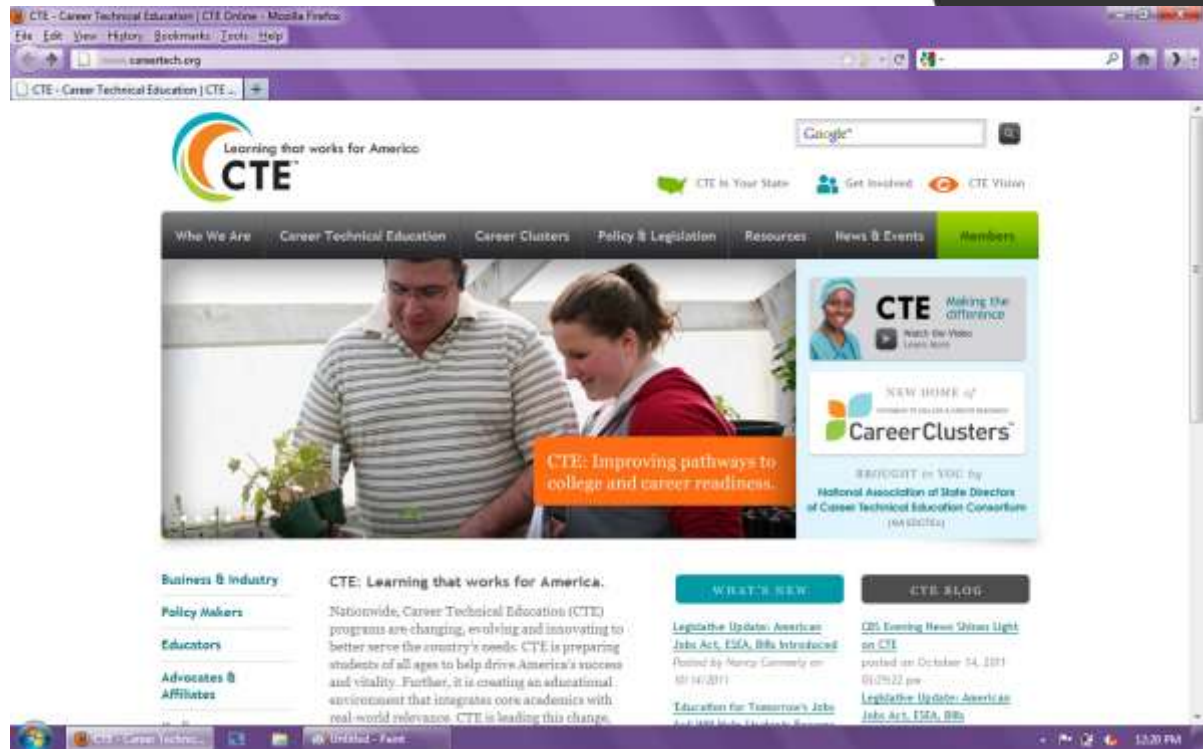 CTE - Career Technical Education | CTE Online - Mozilla Firefox
File Edit View History Bookmarks Tools Help
careertech.org
CTE - Career Technical Education | CTE ...
Learning that works for America
CTE™
Google™
CTE In Your State Get Involved CTE Vision
Who We Are Career Technical Education Career Clusters Policy & Legislation Resources News & Events Members
CTE Making the difference
Watch the Video
Learn More
NEW HOME of
CareerClusters™
CTE: Improving pathways to
college and career readiness.
BROUGHT to YOU by
National Association of State Directors
of Career Technical Education Consortium
(NASDCTEc)
Business & Industry
Policy Makers
Educators
Advocates &
Affiliates
CTE: Learning that works for America.
Nationwide, Career Technical Education (CTE)
programs are changing, evolving and innovating to
better serve the country's needs. CTE is preparing
students of all ages to help drive America's success
and vitality. Further, it is creating an educational
environment that integrates core academics with
real-world relevance. CTE is leading this change,
WHAT'S NEW
Legislative Update: American
Jobs Act, ESEA, Bills Introduced
Posted by Nancy Conneely on
10/14/2011
Education for Tomorrow's Jobs
Act Will Help Students
CTE BLOG
CBS Evening News Shines Light
on CTE
posted on October 14, 2011
Legislative Update: American
Jobs Act, ESEA, Bills
CTE - Career Technic...
Untitled - Paint
12:20 PM